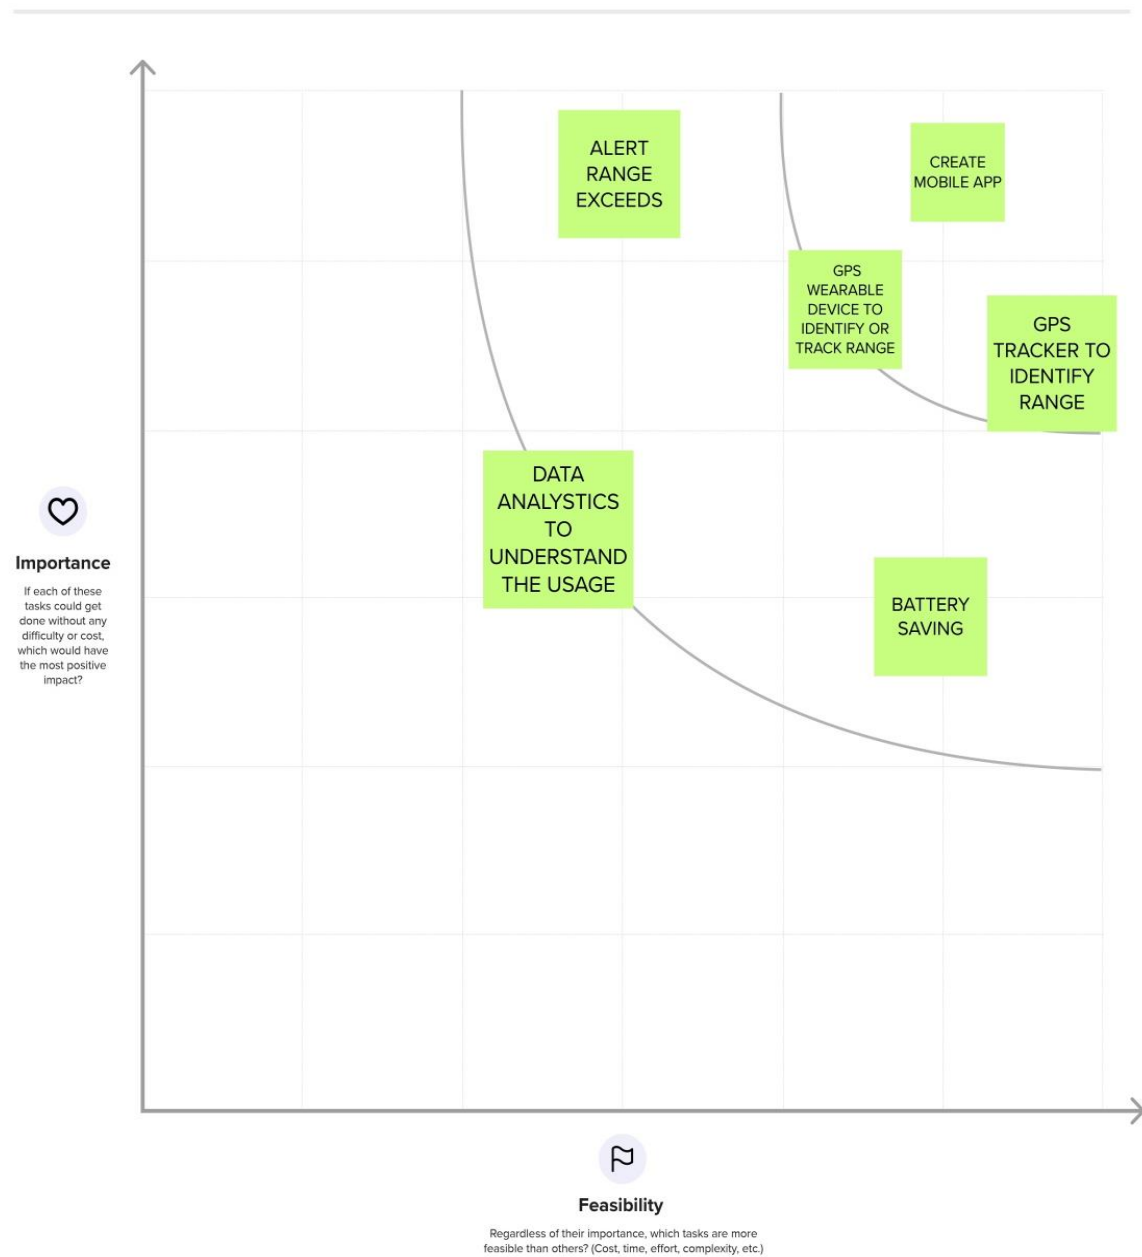 ALERT
RANGE
EXCEEDS
CREATE
MOBILE APP
GPS
WEARABLE
DEVICE TO
IDENTIFY OR
TRACK RANGE
GPS
TRACKER TO
IDENTIFY
RANGE
DATA
ANALYSTICS
TO
UNDERSTAND
THE USAGE
BATTERY
SAVING
Importance
If each of these
tasks could get
done without any
difficulty or cost,
which would have
the most positive
impact?
Feasibility
Regardless of their importance, which tasks are more
feasible than others? (Cost, time, effort, complexity, etc.)